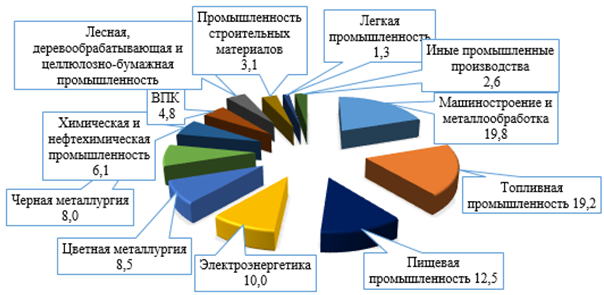 Лесная,
деревообрабатывающая и
целлюлозно-бумажная
промышленность
Промышленность
строительных
материалов
3,1
Легкая
промышленность
1,3
Иные промышленные
производства
2,6
Машиностроение и
металлообработка
19,8
Топливная
промышленность 19,2
Пищевая
промышленность 12,5
Электроэнергетика
10,0
Цветная металлургия
8,5
Черная металлургия
8,0
Химическая и
нефтехимическая
промышленность
6,1
ВПК
4,8